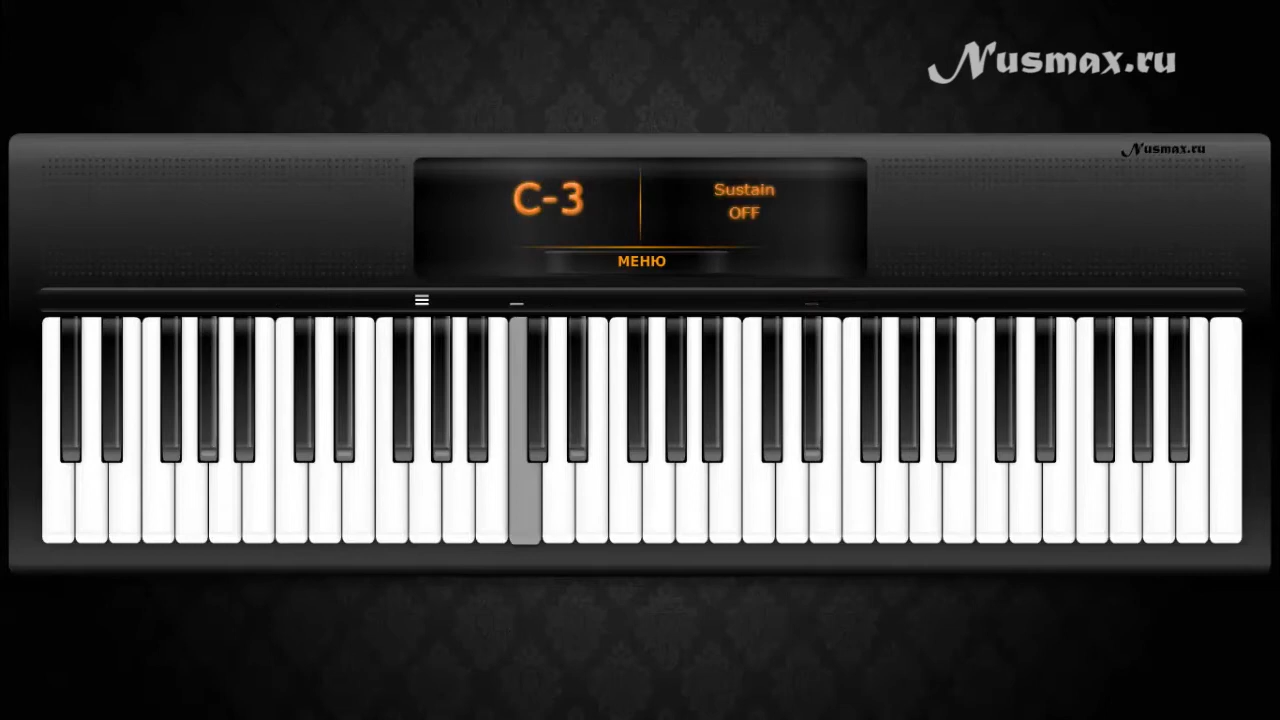 Nusmax.ru
Nusmax.ru
C-3
Sustain
OFF
МЕНЮ